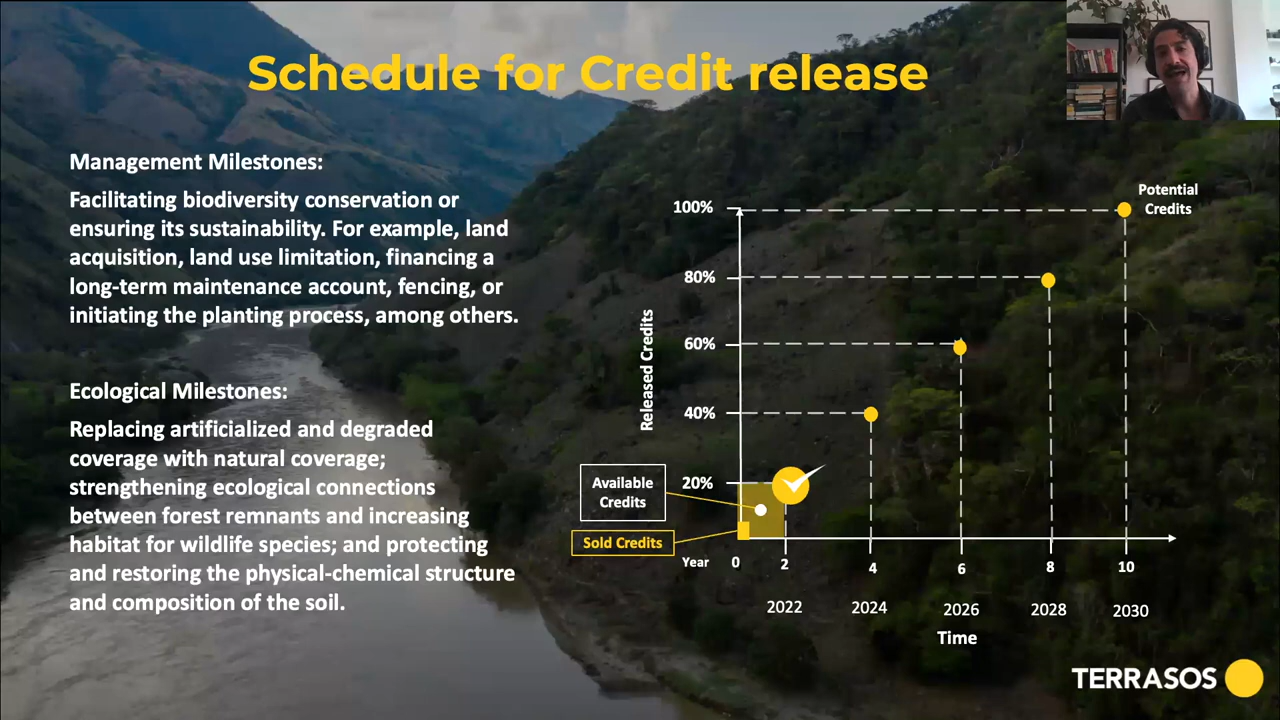 Schedule for Credit release
Management Milestones:
Facilitating biodiversity conservation or
ensuring its sustainability. For example, land
acquisition, land use limitation, financing a
long-term maintenance account, fencing, or
initiating the planting process, among others.
Ecological Milestones:
Replacing artificialized and degraded
coverage with natural coverage;
strengthening ecological connections
between forest remnants and increasing
habitat for wildlife species; and protecting
and restoring the physical-chemical structure
and composition of the soil.
Potential
Credits
100%
80%
60%
40%
20%
Released Credits
Available
Credits
Sold Credits
Year 0 2 4 6 8 10
2022 2024 2026 2028 2030
Time
TERRASOS